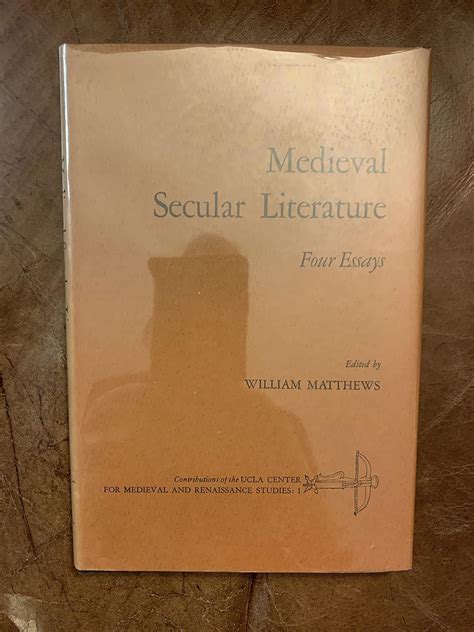 Medieval
Secular Literature
Four Essays
Edited by
WILLIAM MATTHEWS
Contributions of the UCLA CENTER
FOR MEDIEVAL AND RENAISSANCE STUDIES: 1